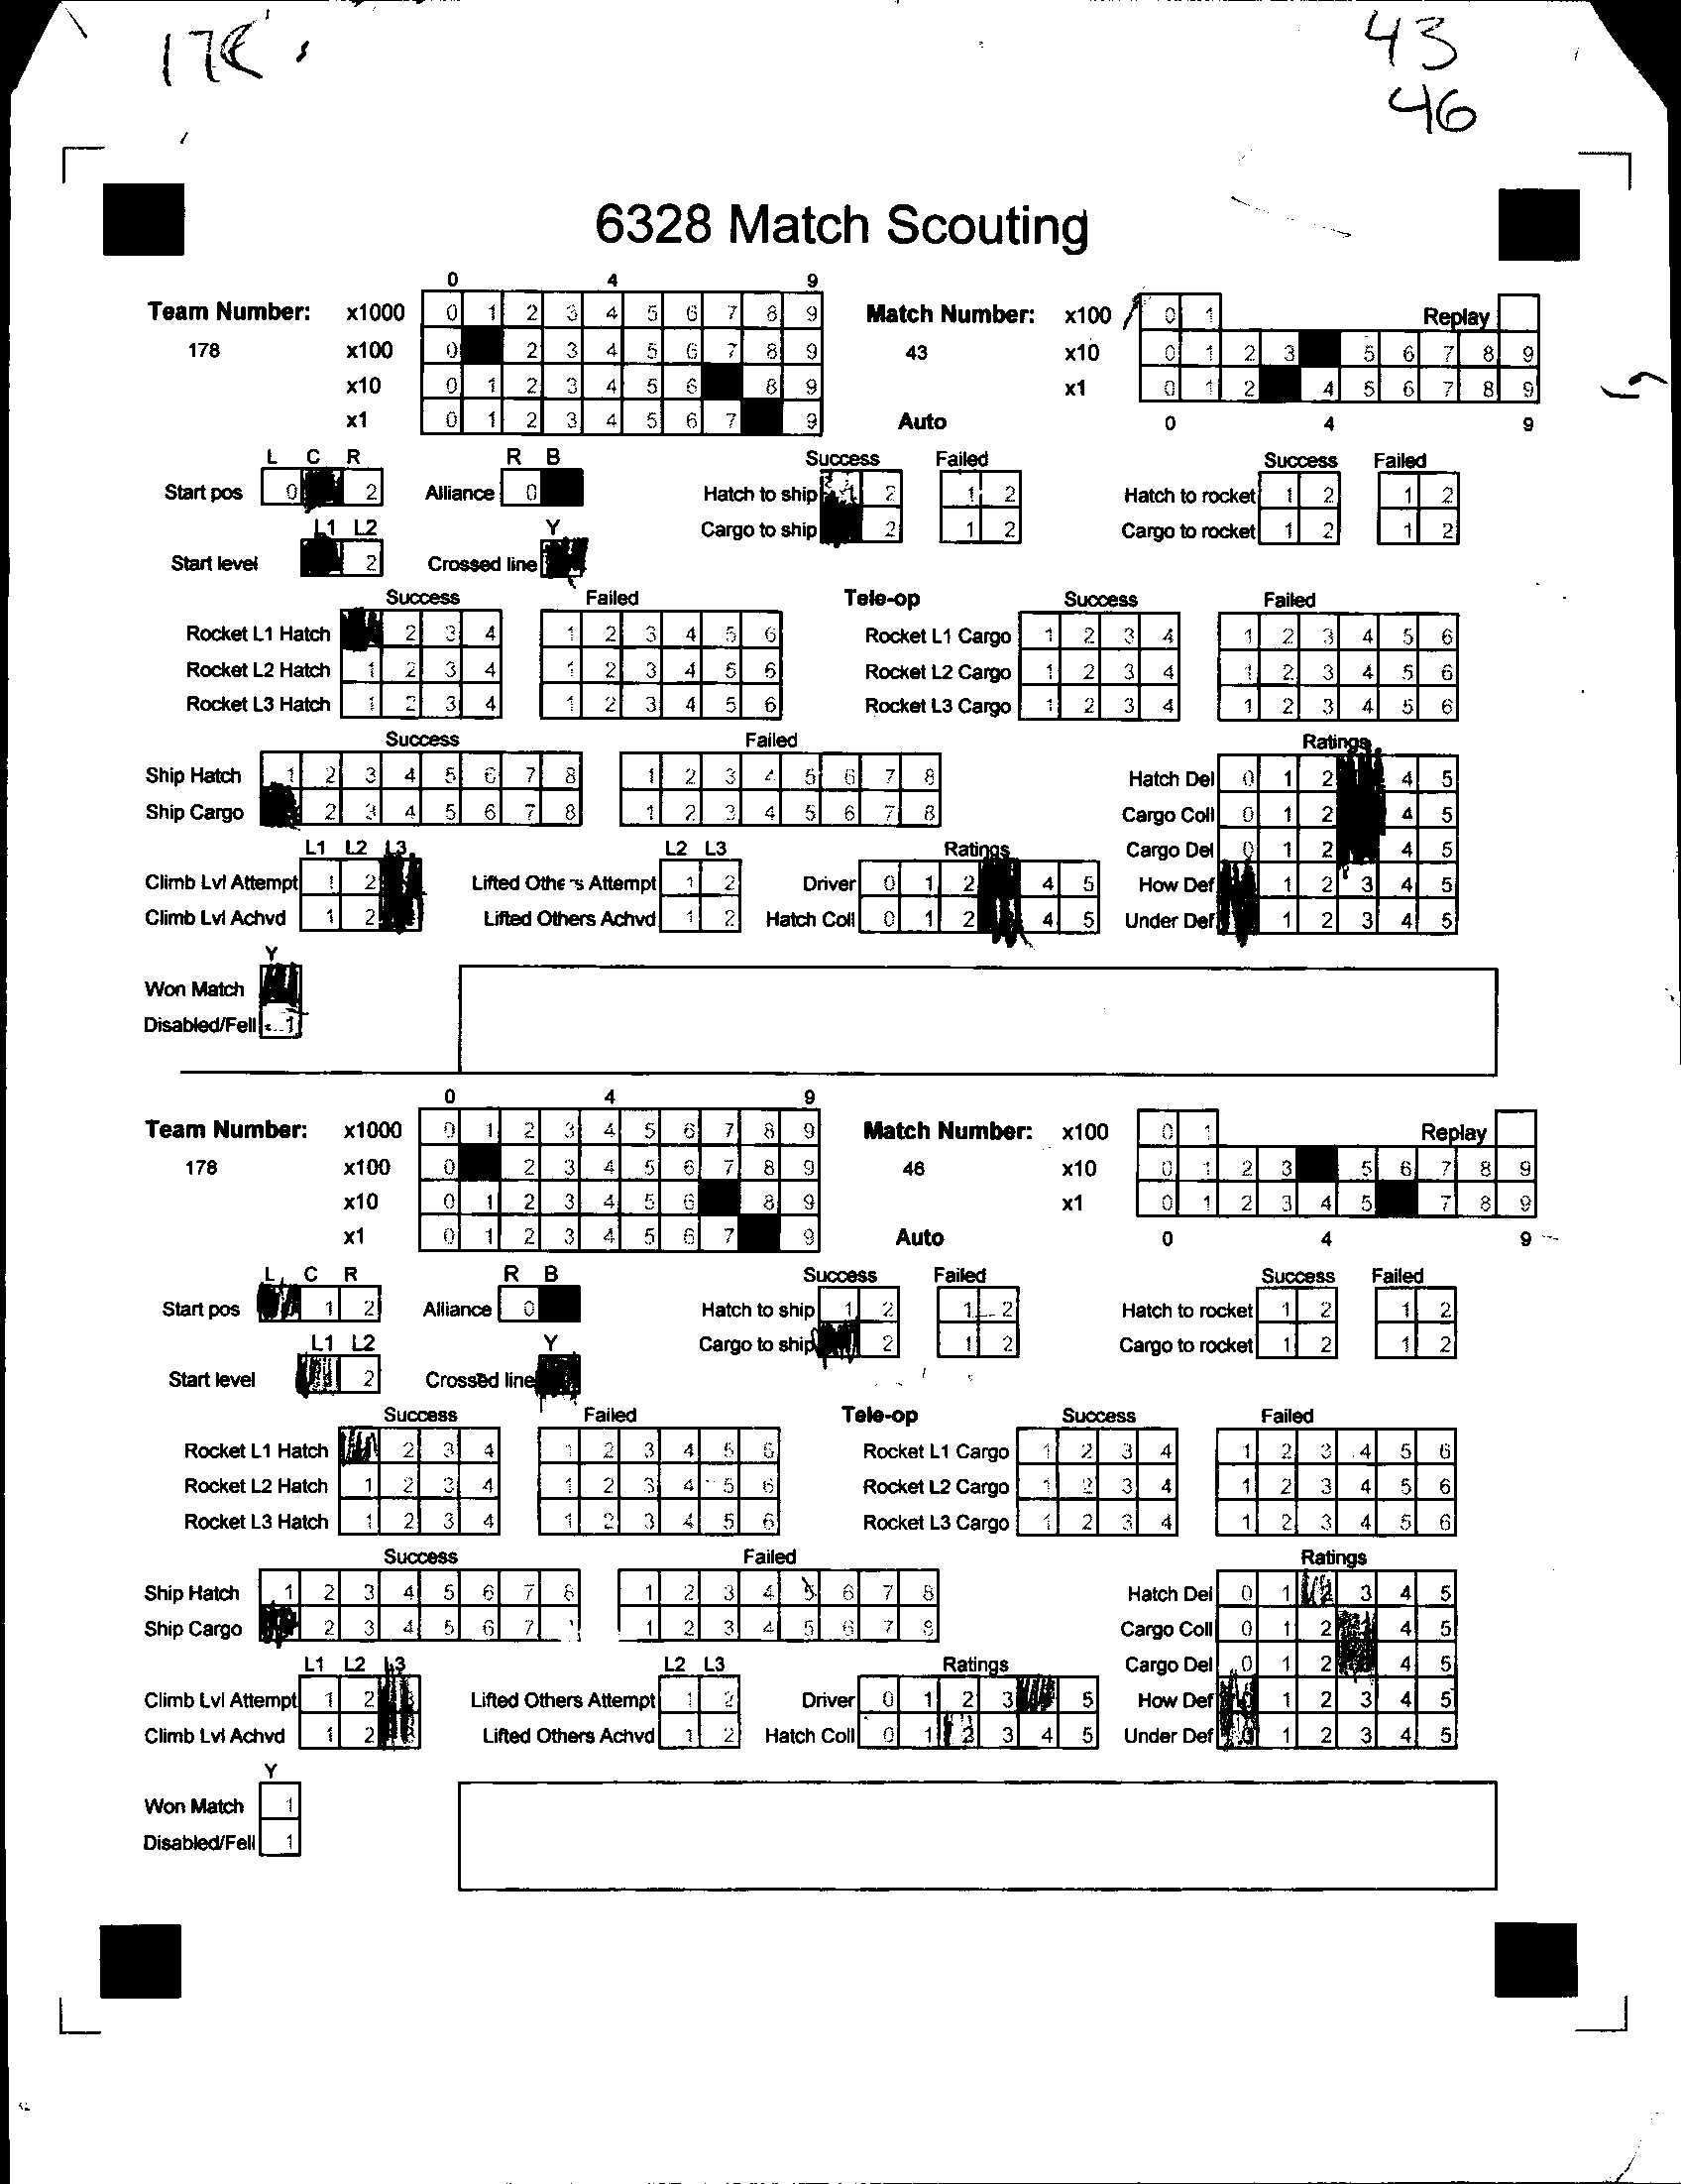 178
43
46
6328 Match Scouting
0 4 9
Team Number: x1000 0 1 2 3 4 5 6 7 8 9 Match Number: x100 0 1 Replay
178 x100 0 2 3 4 5 6 7 8 9 43 x10 0 1 2 3 5 6 7 8 9
x10 0 1 2 3 4 5 6 8 9 x1 0 1 2 4 5 6 7 8 9
x1 0 1 2 3 4 5 6 7 9 Auto 0 4 9
L C R R B Success Failed Success Failed
Start pos 0 2 Alliance 0 Hatch to ship 1 2 1 2 Hatch to rocket 1 2 1 2
L1 L2 Y Cargo to ship 2 1 2 Cargo to rocket 1 2 1 2
Start level 2 Crossed line
Success Failed Tele-op Success Failed
Rocket L1 Hatch 2 3 4 1 2 3 4 5 6 Rocket L1 Cargo 1 2 3 4 1 2 3 4 5 6
Rocket L2 Hatch 1 2 3 4 1 2 3 4 5 6 Rocket L2 Cargo 1 2 3 4 1 2 3 4 5 6
Rocket L3 Hatch 1 2 3 4 1 2 3 4 5 6 Rocket L3 Cargo 1 2 3 4 1 2 3 4 5 6
Success Failed Ratings
Ship Hatch 1 2 3 4 5 6 7 8 1 2 3 4 5 6 7 8 Hatch Del 0 1 2 4 5
Ship Cargo 2 3 4 5 6 7 8 1 2 3 4 5 6 7 8 Cargo Coll 0 1 2 4 5
L1 L2 L3 L2 L3 Ratings Cargo Del 0 1 2 4 5
Climb Lvl Attempt 1 2 Lifted Others Attempt 1 2 Driver 0 1 2 4 5 How Def 1 2 3 4 5
Climb Lvl Achvd 1 2 Lifted Others Achvd 1 2 Hatch Coll 0 1 2 4 5 Under Def 1 2 3 4 5
Y
Won Match
Disabled/Fell 1
0 4 9
Team Number: x1000 0 1 2 3 4 5 6 7 8 9 Match Number: x100 0 1 Replay
178 x100 0 2 3 4 5 6 7 8 9 46 x10 0 1 2 3 5 6 7 8 9
x10 0 1 2 3 4 5 6 8 9 x1 0 1 2 3 4 5 7 8 9
x1 0 1 2 3 4 5 6 7 9 Auto 0 4 9
L C R R B Success Failed Success Failed
Start pos 1 2 Alliance 0 Hatch to ship 1 2 1 2 Hatch to rocket 1 2 1 2
L1 L2 Y Cargo to ship 2 1 2 Cargo to rocket 1 2 1 2
Start level 2 Crossed line
Success Failed Tele-op Success Failed
Rocket L1 Hatch 2 3 4 1 2 3 4 5 6 Rocket L1 Cargo 1 2 3 4 1 2 3 4 5 6
Rocket L2 Hatch 1 2 3 4 1 2 3 4 5 6 Rocket L2 Cargo 1 2 3 4 1 2 3 4 5 6
Rocket L3 Hatch 1 2 3 4 1 2 3 4 5 6 Rocket L3 Cargo 1 2 3 4 1 2 3 4 5 6
Success Failed Ratings
Ship Hatch 1 2 3 4 5 6 7 8 1 2 3 4 5 6 7 8 Hatch Del 0 1 2 3 4 5
Ship Cargo 2 3 4 5 6 7 1 2 3 4 5 6 7 8 Cargo Coll 0 1 2 4 5
L1 L2 L3 L2 L3 Ratings Cargo Del 0 1 2 4 5
Climb Lvl Attempt 1 2 3 Lifted Others Attempt 1 2 Driver 0 1 2 3 5 How Def 1 2 3 4 5
Climb Lvl Achvd 1 2 3 Lifted Others Achvd 1 2 Hatch Coll 0 1 2 3 4 5 Under Def 0 1 2 3 4 5
Y
Won Match 1
Disabled/Fell 1